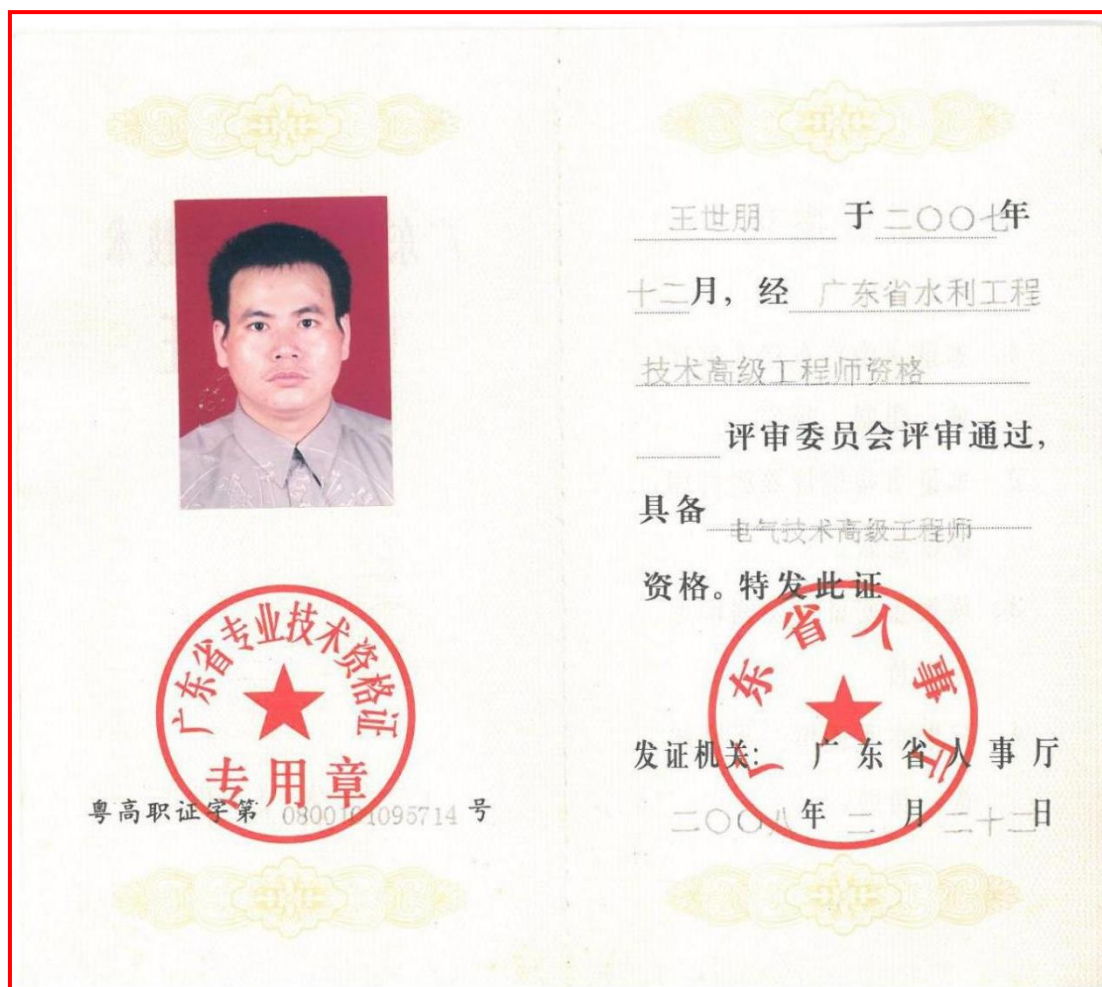 广东省专业技术资格证
专用章
粤高职证字第 0800101095714 号
王世朋 于二〇〇七年
十二月，经 广东省水利工程
技术高级工程师资格
评审委员会评审通过，
具备 电气技术高级工程师
资格。特发此证
广东省人事厅
发证机关： 广东省人事厅
二〇〇八 年 二 月 二十二日